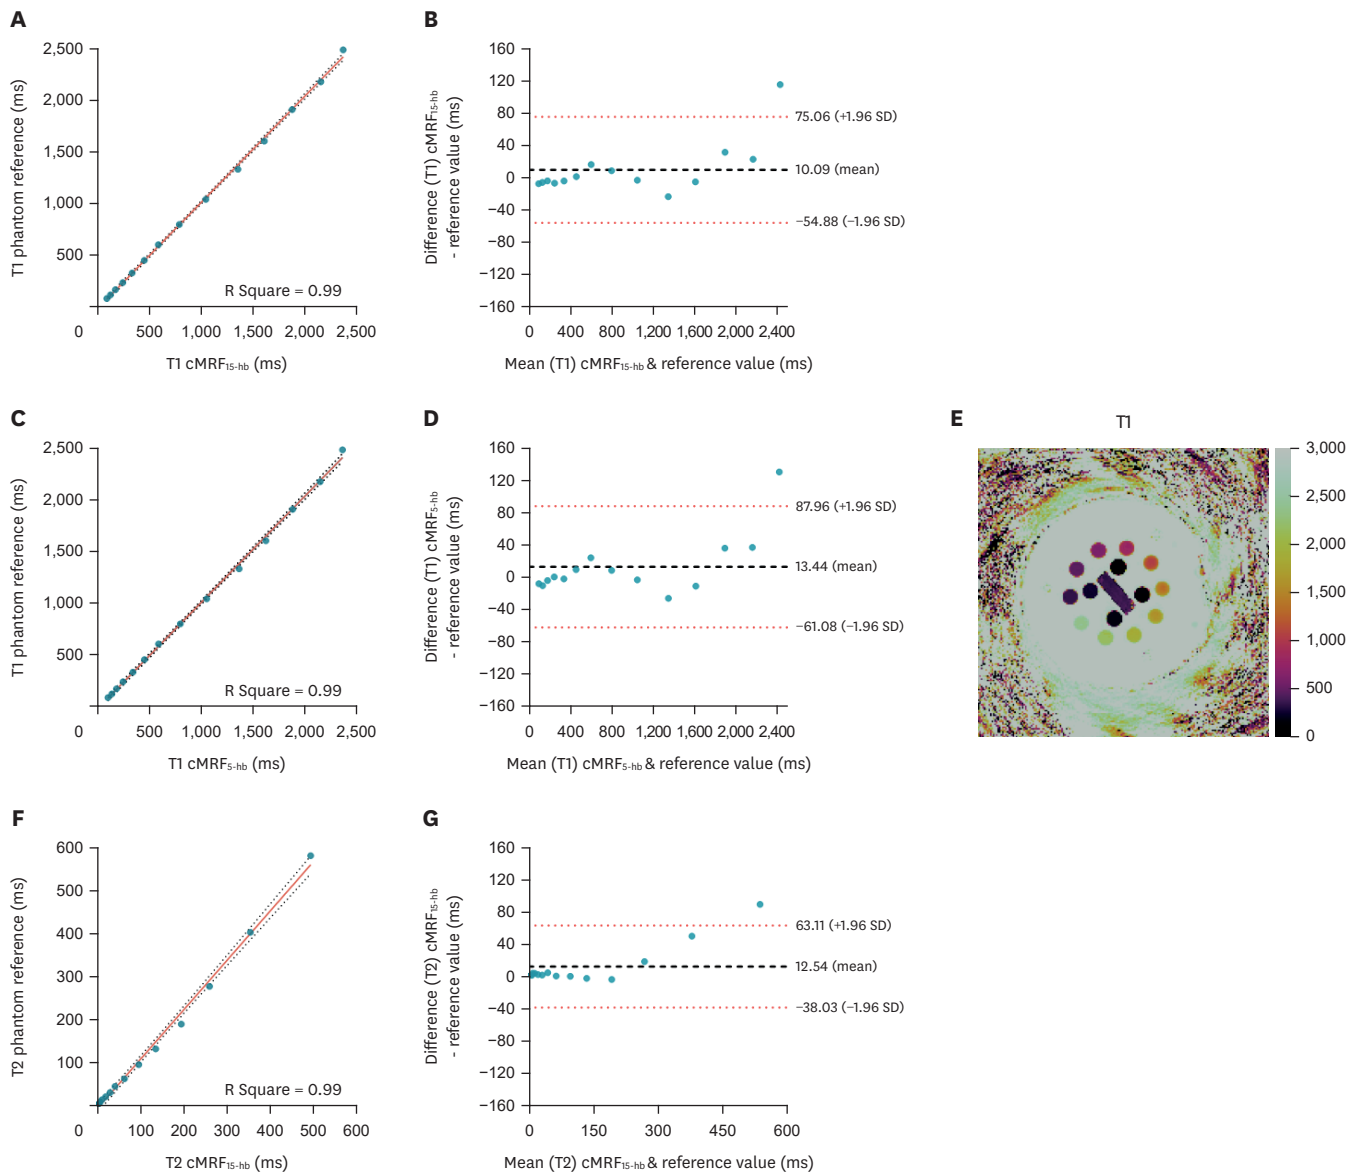 A
T1 phantom reference (ms)
2,500
2,000
1,500
1,000
500
0
500
1,000
1,500
2,000
2,500
R Square = 0.99
T1 cMRF15-hb (ms)
B
Difference (T1) cMRF15-hb
- reference value (ms)
160
120
80
40
0
−40
−80
−120
−160
75.06 (+1.96 SD)
10.09 (mean)
−54.88 (−1.96 SD)
0
400
800
1,200
1,600
2,000
2,400
Mean (T1) cMRF15-hb & reference value (ms)
C
T1 phantom reference (ms)
2,500
2,000
1,500
1,000
500
0
500
1,000
1,500
2,000
2,500
R Square = 0.99
T1 cMRF5-hb (ms)
D
Difference (T1) cMRF5-hb
- reference value (ms)
160
120
80
40
0
−40
−80
−120
−160
87.96 (+1.96 SD)
13.44 (mean)
−61.08 (−1.96 SD)
0
400
800
1,200
1,600
2,000
2,400
Mean (T1) cMRF5-hb & reference value (ms)
E
T1
3,000
2,500
2,000
1,500
1,000
500
0
F
T2 phantom reference (ms)
600
500
400
300
200
100
0
100
200
300
400
500
600
R Square = 0.99
T2 cMRF15-hb (ms)
G
Difference (T2) cMRF15-hb
- reference value (ms)
160
120
80
40
0
−40
−80
−120
−160
63.11 (+1.96 SD)
12.54 (mean)
−38.03 (−1.96 SD)
0
150
300
450
600
Mean (T2) cMRF15-hb & reference value (ms)